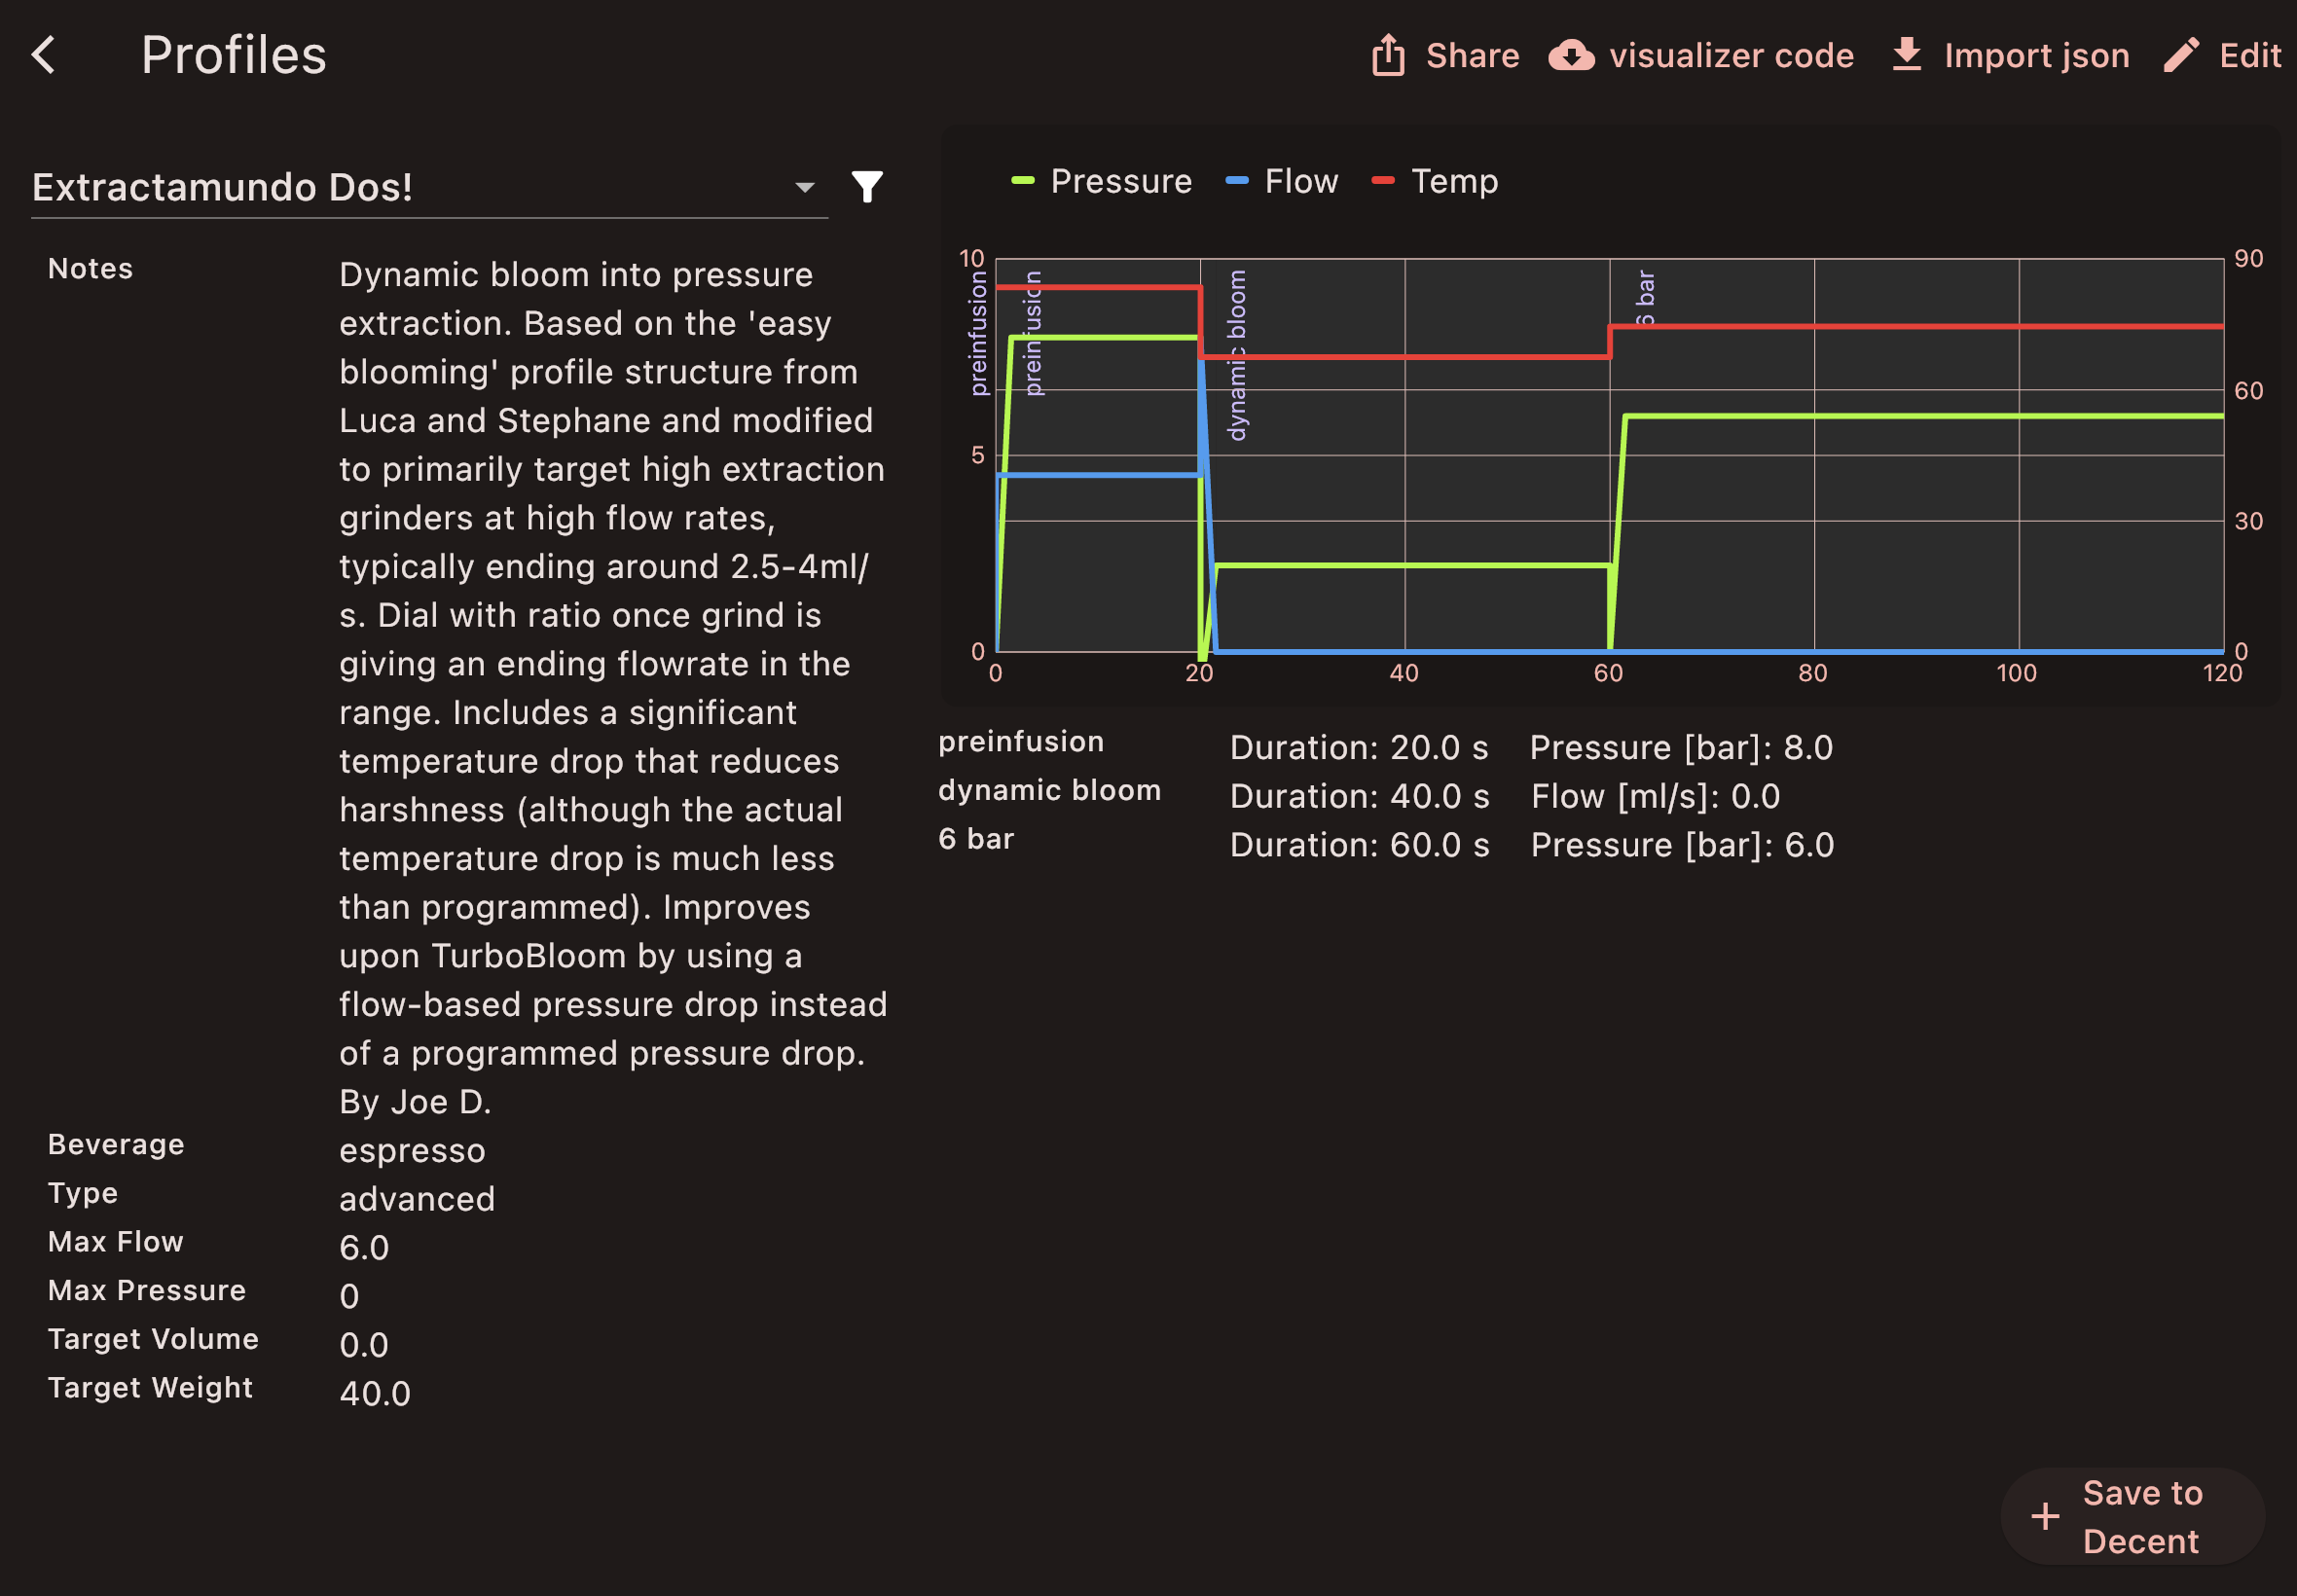 Profiles
Share
visualizer code
Import json
Edit
Extractamundo Dos!
Notes
Dynamic bloom into pressure
extraction. Based on the 'easy
blooming' profile structure from
Luca and Stephane and modified
to primarily target high extraction
grinders at high flow rates,
typically ending around 2.5-4ml/
s. Dial with ratio once grind is
giving an ending flowrate in the
range. Includes a significant
temperature drop that reduces
harshness (although the actual
temperature drop is much less
than programmed). Improves
upon TurboBloom by using a
flow-based pressure drop instead
of a programmed pressure drop.
By Joe D.
Beverage espresso
Type advanced
Max Flow 6.0
Max Pressure 0
Target Volume 0.0
Target Weight 40.0
Pressure Flow Temp
10
5
0
preinfusion
preinfusion
dynamic bloom
6 bar
90
60
30
0
0 20 40 60 80 100 120
preinfusion Duration: 20.0 s Pressure [bar]: 8.0
dynamic bloom Duration: 40.0 s Flow [ml/s]: 0.0
6 bar Duration: 60.0 s Pressure [bar]: 6.0
Save to
Decent